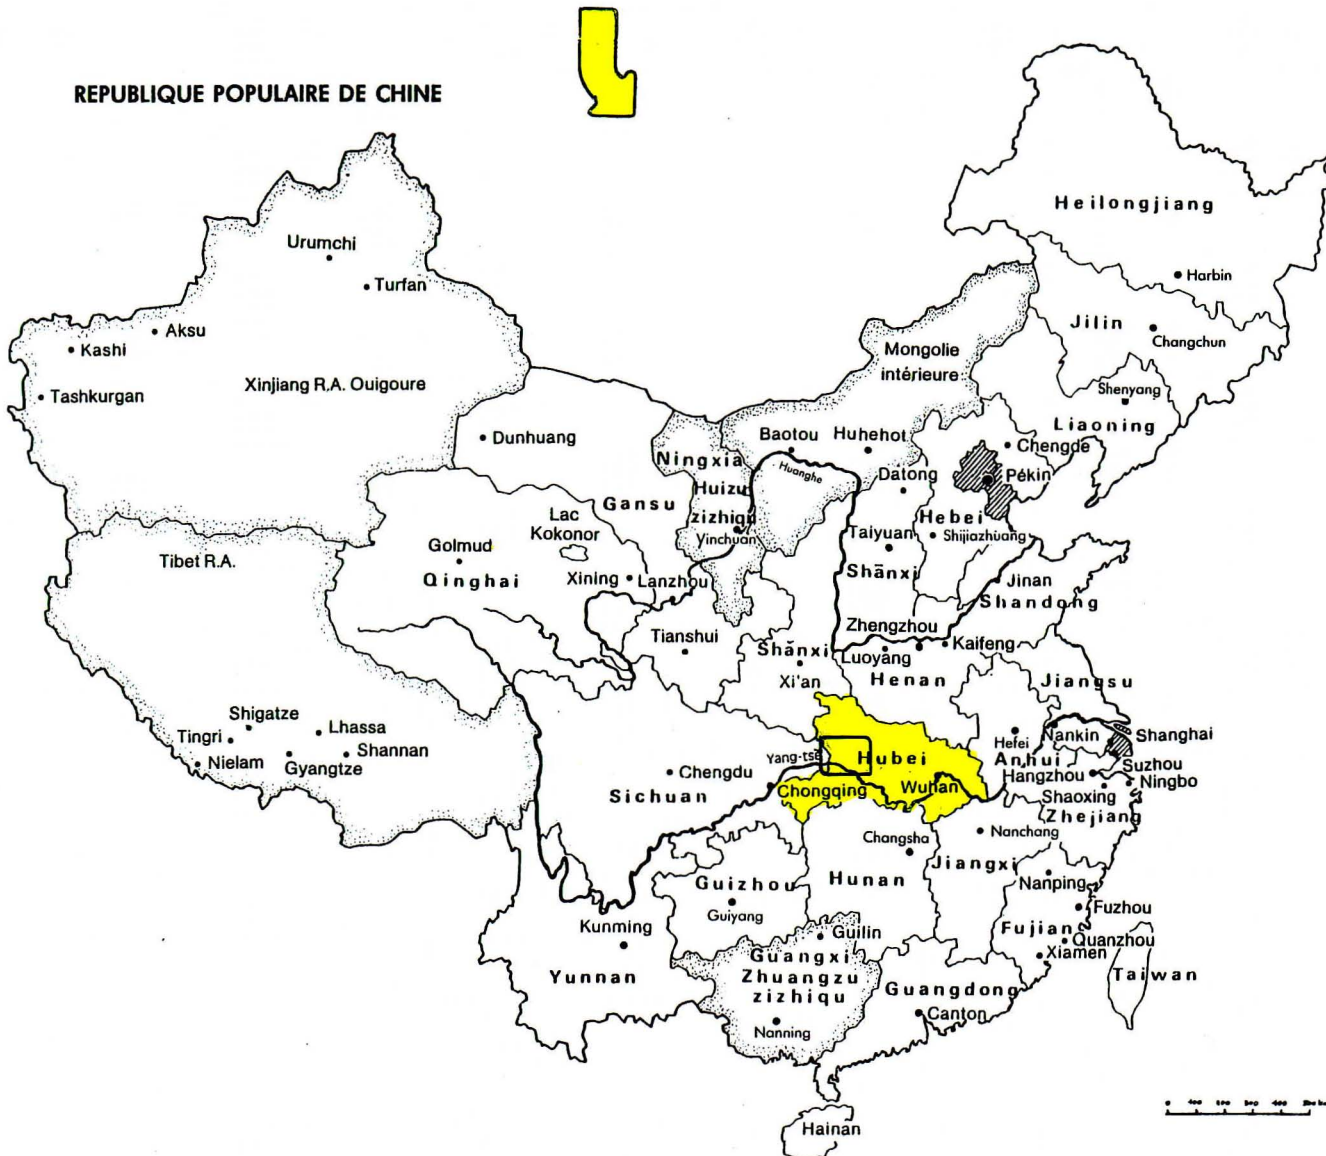 REPUBLIQUE POPULAIRE DE CHINE
Heilongjiang
Urumchi
Harbin
Turfan
Jilin
Aksu
Changchun
Kashi
Mongolie
intérieure
Xinjiang R.A. Ouigoure
Tashkurgan
Shenyang
Liaoning
Dunhuang
Baotou
Huhehot
Chengde
Ningxia
Huanghe
Datong
Pékin
Huizu
Gansu
Lac
Kokonor
zizhiqu
Yinchuan
Hebei
Taiyuan
Shijiazhuang
Tibet R.A.
Golmud
Qinghai
Xining
Lanzhou
Shānxi
Jinan
Shandong
Zhengzhou
Tianshui
Shănxi
Luoyang
Kaifeng
Xi'an
Henan
Jiangsu
Shigatze
Lhassa
Tingri
Shannan
Nielam
Gyangtze
Nankin
Shanghai
Hefei
Anhui
Suzhou
Yang-tsé
Hubei
Chengdu
Hangzhou
Ningbo
Sichuan
Chongqing
Wuhan
Shaoxing
Zhejiang
Changsha
Nanchang
Jiangxi
Guizhou
Hunan
Nanping
Guiyang
Fuzhou
Kunming
Guilin
Fujian
Quanzhou
Guangxi
Xiamen
Yunnan
Zhuangzu
zizhiqu
Taiwan
Guangdong
Canton
Nanning
Hainan